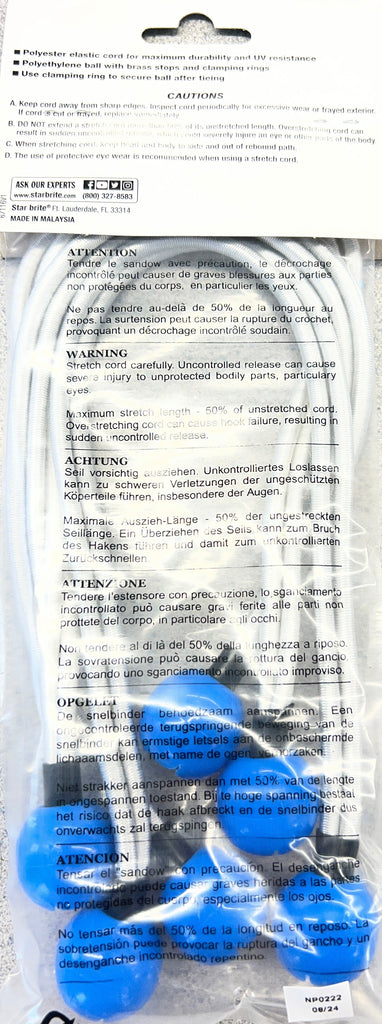 ■ Polyester elastic cord for maximum durability and UV resistance
■ Polyethylene ball with brass stops and clamping rings
■ Use clamping ring to secure ball after tieing
CAUTIONS
A. Keep cord away from sharp edges. Inspect cord periodically for excessive wear or frayed exterior.
If cord is cut or frayed, replace immediately.
B. DO NOT extend a stretch cord more than 50% of its unstretched length. Overstretching cord can
result in sudden uncontrolled release, which could severely injure an eye or other parts of the body
C. When stretching cord, keep head and body to side and out of rebound path.
D. The use of protective eye wear is recommended when using a stretch cord.
ASK OUR EXPERTS
www.starbrite.com (800) 327-8583
Star brite® Ft. Lauderdale, FL 33314
MADE IN MALAYSIA
ATTENTION
Tendre le sandow avec précaution, le décrochage
incontrôlé peut causer de graves blessures aux parties
non protégées du corps, en particulier les yeux.
Ne pas tendre au-delà de 50% de la longueur au
repos. La surtension peut causer la rupture du crochet,
provoquant un décrochage incontrôlé soudain.
WARNING
Stretch cord carefully. Uncontrolled release can cause
severe injury to unprotected bodily parts, particulary
eyes.
Maximum stretch length - 50% of unstretched cord.
Overstretching cord can cause hook failure, resulting in
sudden uncontrolled release.
ACHTUNG
Seil vorsichtig ausziehen. Unkontrolliertes Loslassen
kann zu schweren Verletzungen der ungeschützten
Köperteile führen, insbesondere der Augen.
Maximale Auszieh-Länge - 50% der ungestreckten
Seillänge. Ein Überziehen des Seils kann zum Bruch
des Hakens führen und damit zum unkontrollierten
Zurückschnellen.
ATTENZIONE
Tendere l'estensore con precauzione, lo sganciamento
incontrollato può causare gravi ferite alle parti non
prottete del corpo, in particolare agli occhi.
Non tendere al di là del 50% della lunghezza a riposo.
La sovratensione può causare la rottura del gancio,
provocando uno sganciamento incontrollato improviso.
OPGELET
De snelbinder behoedzaam aanspannen. Een
ongecontroleerde terugspringende beweging van de
snelbinder kan ernstige letsels aan de onbeschermde
lichaamsdelen, met name de ogen, veroorzaken.
Niet strakker aanspannen dan met 50% van de lengte
in ongespannen toestand. Bij te hoge spanning bestaat
het risico dat de haak afbreekt en de snelbinder dus
onverwachts zal terugspringen.
ATENCION
Tensar el "sandow" con precaución. El desenganche
incontrolado puede causar graves heridas a las partes
no protegidas del cuerpo, especialmente los ojos.
No tensar más del 50% de la longitud en reposo. La
sobretensión puede provocar la ruptura del gancho y un
desenganche incontrolado repentino.
NP0222
08/24